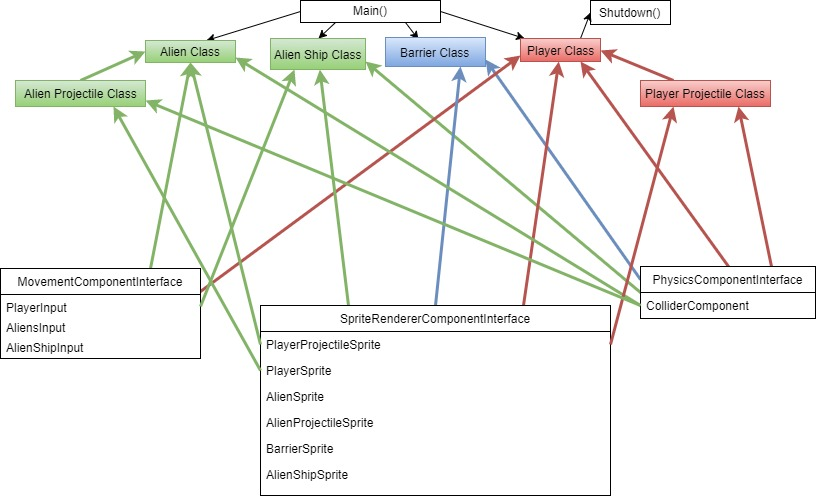 Main()
Shutdown()
Alien Class
Alien Ship Class
Barrier Class
Player Class
Alien Projectile Class
Player Projectile Class
MovementComponentInterface
PlayerInput
AliensInput
AlienShipInput
SpriteRendererComponentInterface
PlayerProjectileSprite
PlayerSprite
AlienSprite
AlienProjectileSprite
BarrierSprite
AlienShipSprite
PhysicsComponentInterface
ColliderComponent